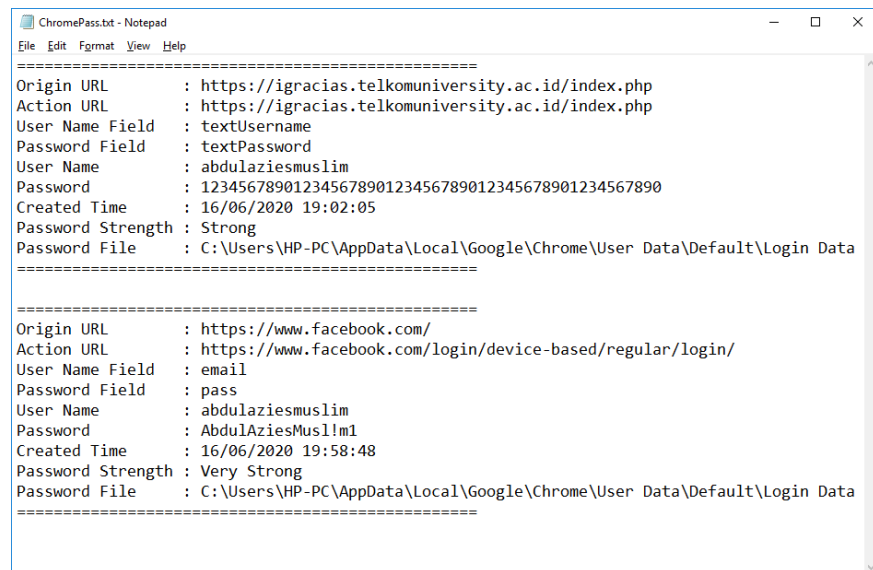 ChromePass.txt - Notepad
File Edit Format View Help
==================================================
Origin URL        : https://igracias.telkomuniversity.ac.id/index.php
Action URL        : https://igracias.telkomuniversity.ac.id/index.php
User Name Field   : textUsername
Password Field    : textPassword
User Name         : abdulaziesmuslim
Password          : 12345678901234567890123456789012345678901234567890
Created Time      : 16/06/2020 19:02:05
Password Strength : Strong
Password File     : C:\Users\HP-PC\AppData\Local\Google\Chrome\User Data\Default\Login Data
==================================================
==================================================
Origin URL        : https://www.facebook.com/
Action URL        : https://www.facebook.com/login/device-based/regular/login/
User Name Field   : email
Password Field    : pass
User Name         : abdulaziesmuslim
Password          : AbdulAziesMusl!m1
Created Time      : 16/06/2020 19:58:48
Password Strength : Very Strong
Password File     : C:\Users\HP-PC\AppData\Local\Google\Chrome\User Data\Default\Login Data
==================================================